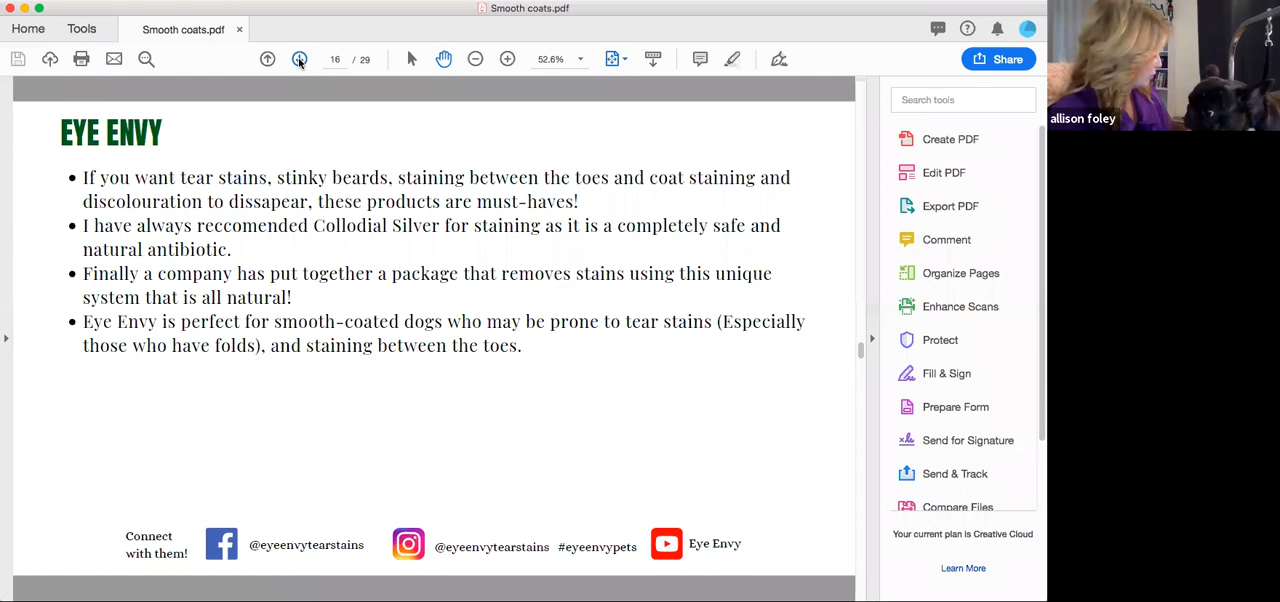 Smooth coats.pdf
Home
Tools
Smooth coats.pdf ×
16 / 29
52.6%
Share
allison foley
Search tools
Create PDF
Edit PDF
Export PDF
Comment
Organize Pages
Enhance Scans
Protect
Fill & Sign
Prepare Form
Send for Signature
Send & Track
Compare Files
Your current plan is Creative Cloud
Learn More
EYE ENVY
• If you want tear stains, stinky beards, staining between the toes and coat staining and
discolouration to dissapear, these products are must-haves!
• I have always reccomended Collodial Silver for staining as it is a completely safe and
natural antibiotic.
• Finally a company has put together a package that removes stains using this unique
system that is all natural!
• Eye Envy is perfect for smooth-coated dogs who may be prone to tear stains (Especially
those who have folds), and staining between the toes.
Connect
with them!
@eyeenvytearstains
@eyeenvytearstains #eyeenvypets
Eye Envy